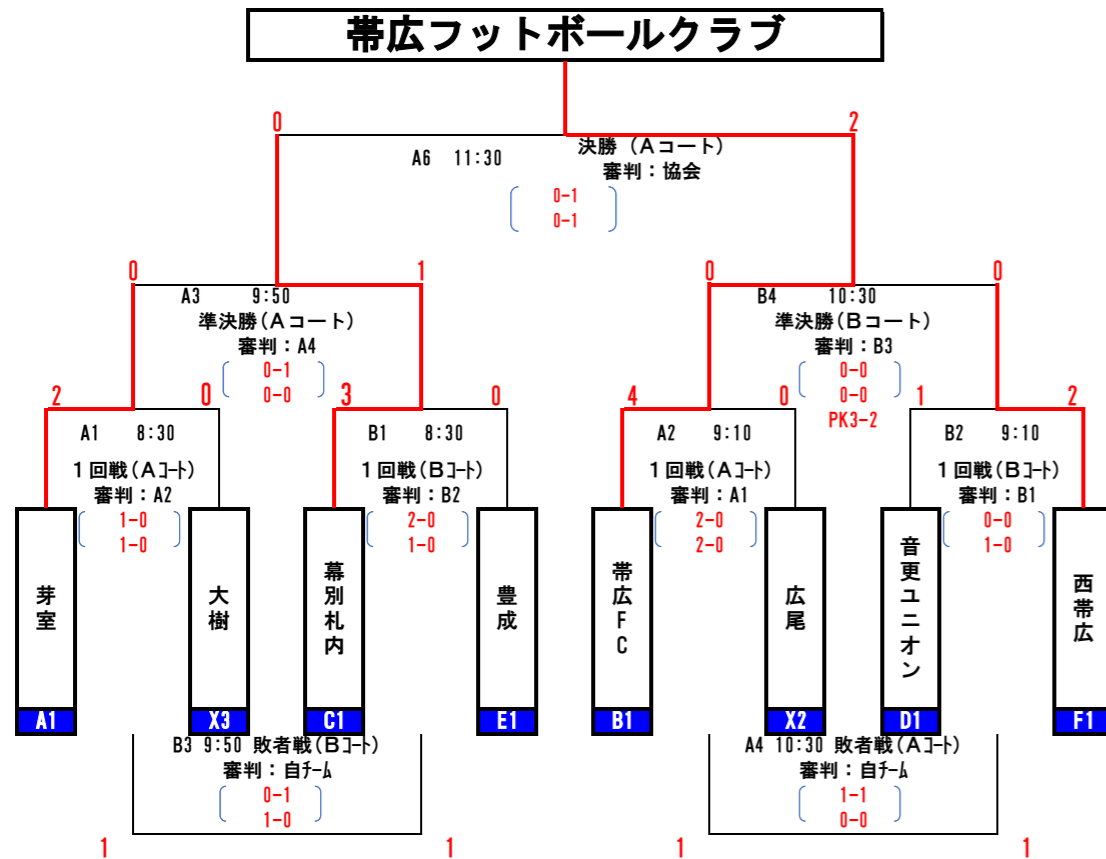 帯広フットボールクラブ
0 2
A6 11:30 決勝 (Aコート)
審判：協会
0-1
0-1
0 1 0 0
A3 9:50 B4 10:30
準決勝(Aコート) 準決勝(Bコート)
審判：A4 審判：B3
0-1 0-0
0-0 0-0
PK3-2
2 0 3 0 4 0 1 2
A1 8:30 B1 8:30 A2 9:10 B2 9:10
1回戦(Aｺｰﾄ) 1回戦(Bｺｰﾄ) 1回戦(Aｺｰﾄ) 1回戦(Bｺｰﾄ)
審判：A2 審判：B2 審判：A1 審判：B1
1-0 2-0 2-0 0-0
1-0 1-0 2-0 1-0
芽室 大樹 幕別札内 豊成 帯広FC 広尾 音更ユニオン 西帯広
A1 X3 C1 E1 B1 X2 D1 F1
B3 9:50 敗者戦(Bｺｰﾄ) A4 10:30 敗者戦(Aｺｰﾄ)
審判：自ﾁｰﾑ 審判：自ﾁｰﾑ
0-1 1-1
1-0 0-0
1 1 1 1